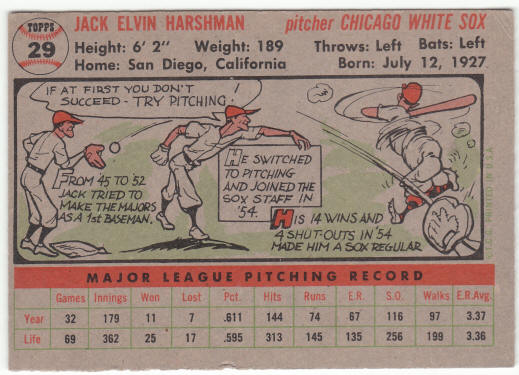 TOPPS
29
JACK ELVIN HARSHMAN pitcher CHICAGO WHITE SOX
Height: 6' 2" Weight: 189 Throws: Left Bats: Left
Home: San Diego, California Born: July 12, 1927
IF AT FIRST YOU DON'T
SUCCEED - TRY PITCHING!
FROM 45 TO '52
JACK TRIED TO
MAKE THE MAJORS
AS A 1st BASEMAN.
HE SWITCHED
TO PITCHING
AND JOINED THE
SOX STAFF IN
'54.
HIS 14 WINS AND
4 SHUT-OUTS IN '54
MADE HIM A SOX REGULAR
MAJOR LEAGUE PITCHING RECORD
Games Innings Won Lost Pct. Hits Runs E.R. S.O. Walks E.R.Avg.
Year 32 179 11 7 .611 144 74 67 116 97 3.37
Life 69 362 25 17 .595 313 145 135 256 199 3.36